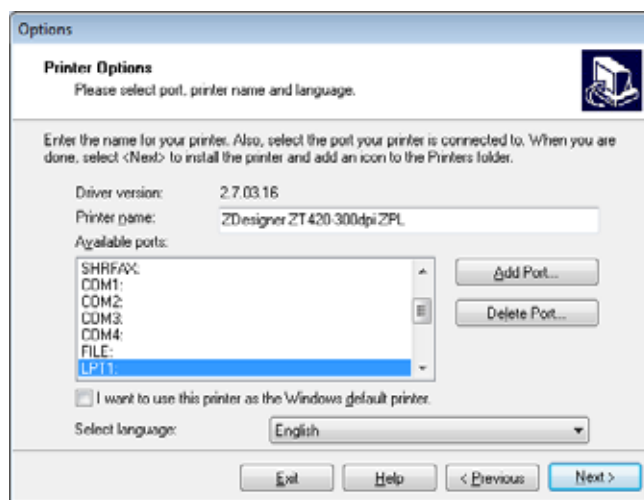 Options
Printer Options
Please select port, printer name and language.
Enter the name for your printer. Also, select the port your printer is connected to. When you are
done, select <Next> to install the printer and add an icon to the Printers folder.
Driver version: 2.7.03.16
Printer name: ZDesigner ZT420-300dpi ZPL
Available ports:
SHRFAX:
COM1:
COM2:
COM3:
COM4:
FILE:
LPT1:
Add Port...
Delete Port...
I want to use this printer as the Windows default printer.
Select language: English
Exit Help < Previous Next >